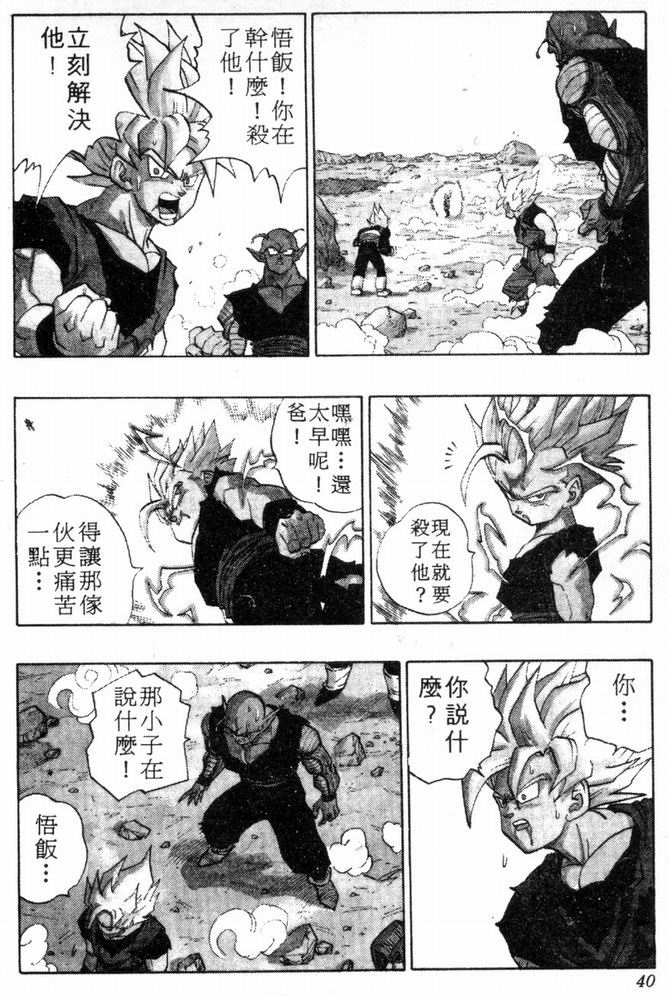 悟飯！你在
幹什麼！殺
了他！
立刻解決
他！
現在就要
殺了他？
嘿嘿…還
太早呢！
爸！
得讓那傢
伙更痛苦
一點…
你…
你説什
麼？
那小子在
說什麼！
悟飯…
40